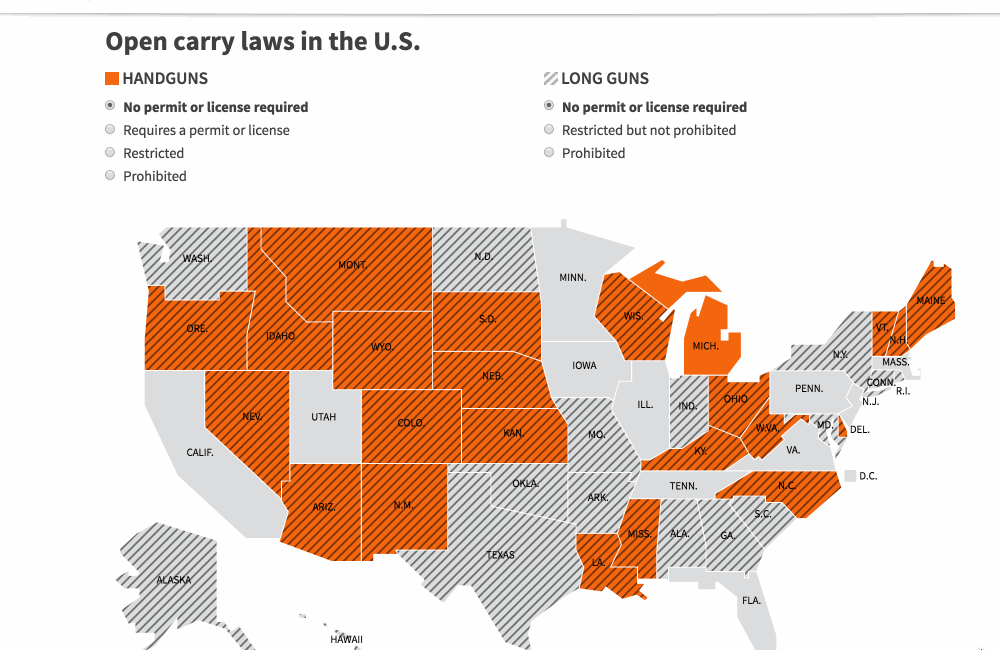 Open carry laws in the U.S.
HANDGUNS
No permit or license required
Requires a permit or license
Restricted
Prohibited
LONG GUNS
No permit or license required
Restricted but not prohibited
Prohibited
WASH.
MONT.
N.D.
MINN.
ORE.
IDAHO
WYO.
S.D.
WIS.
MICH.
MAINE
VT.
N.H.
N.Y.
MASS.
CONN.
R.I.
N.J.
NEB.
IOWA
PENN.
NEV.
UTAH
COLO.
KAN.
MO.
ILL.
IND.
OHIO
W.VA.
MD.
DEL.
CALIF.
KY.
VA.
D.C.
ARIZ.
N.M.
OKLA.
ARK.
TENN.
N.C.
S.C.
TEXAS
LA.
MISS.
ALA.
GA.
FLA.
ALASKA
HAWAII